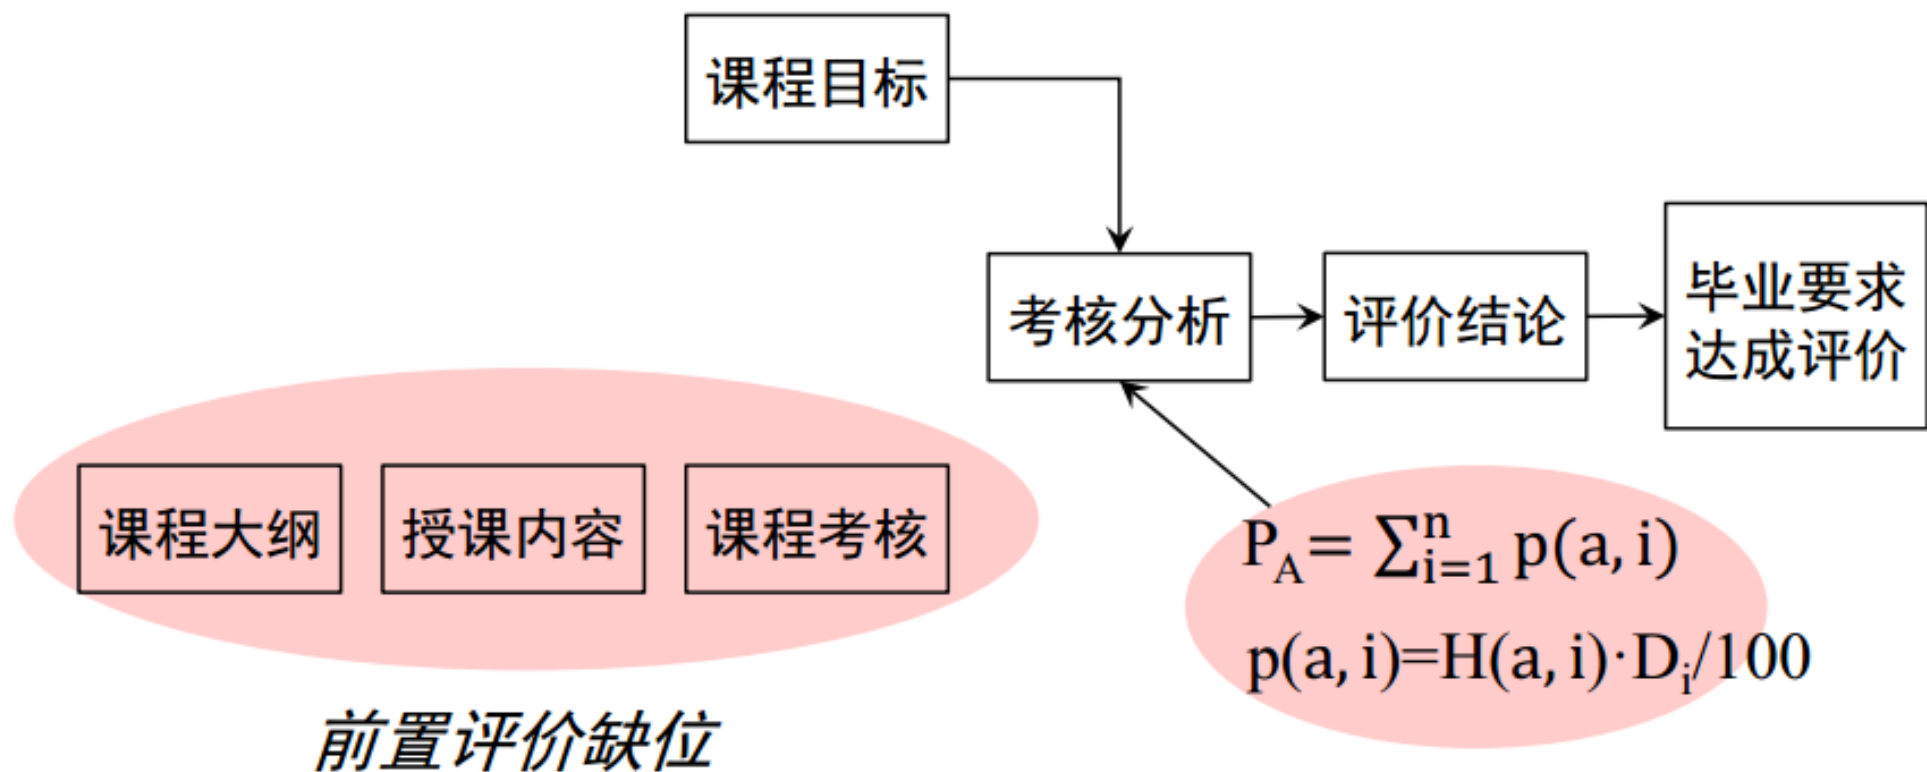 课程目标
考核分析
评价结论
毕业要求
达成评价
课程大纲
授课内容
课程考核
P_A = ∑_{i=1}^{n} p(a, i)
p(a, i)=H(a, i)·D_i/100
前置评价缺位